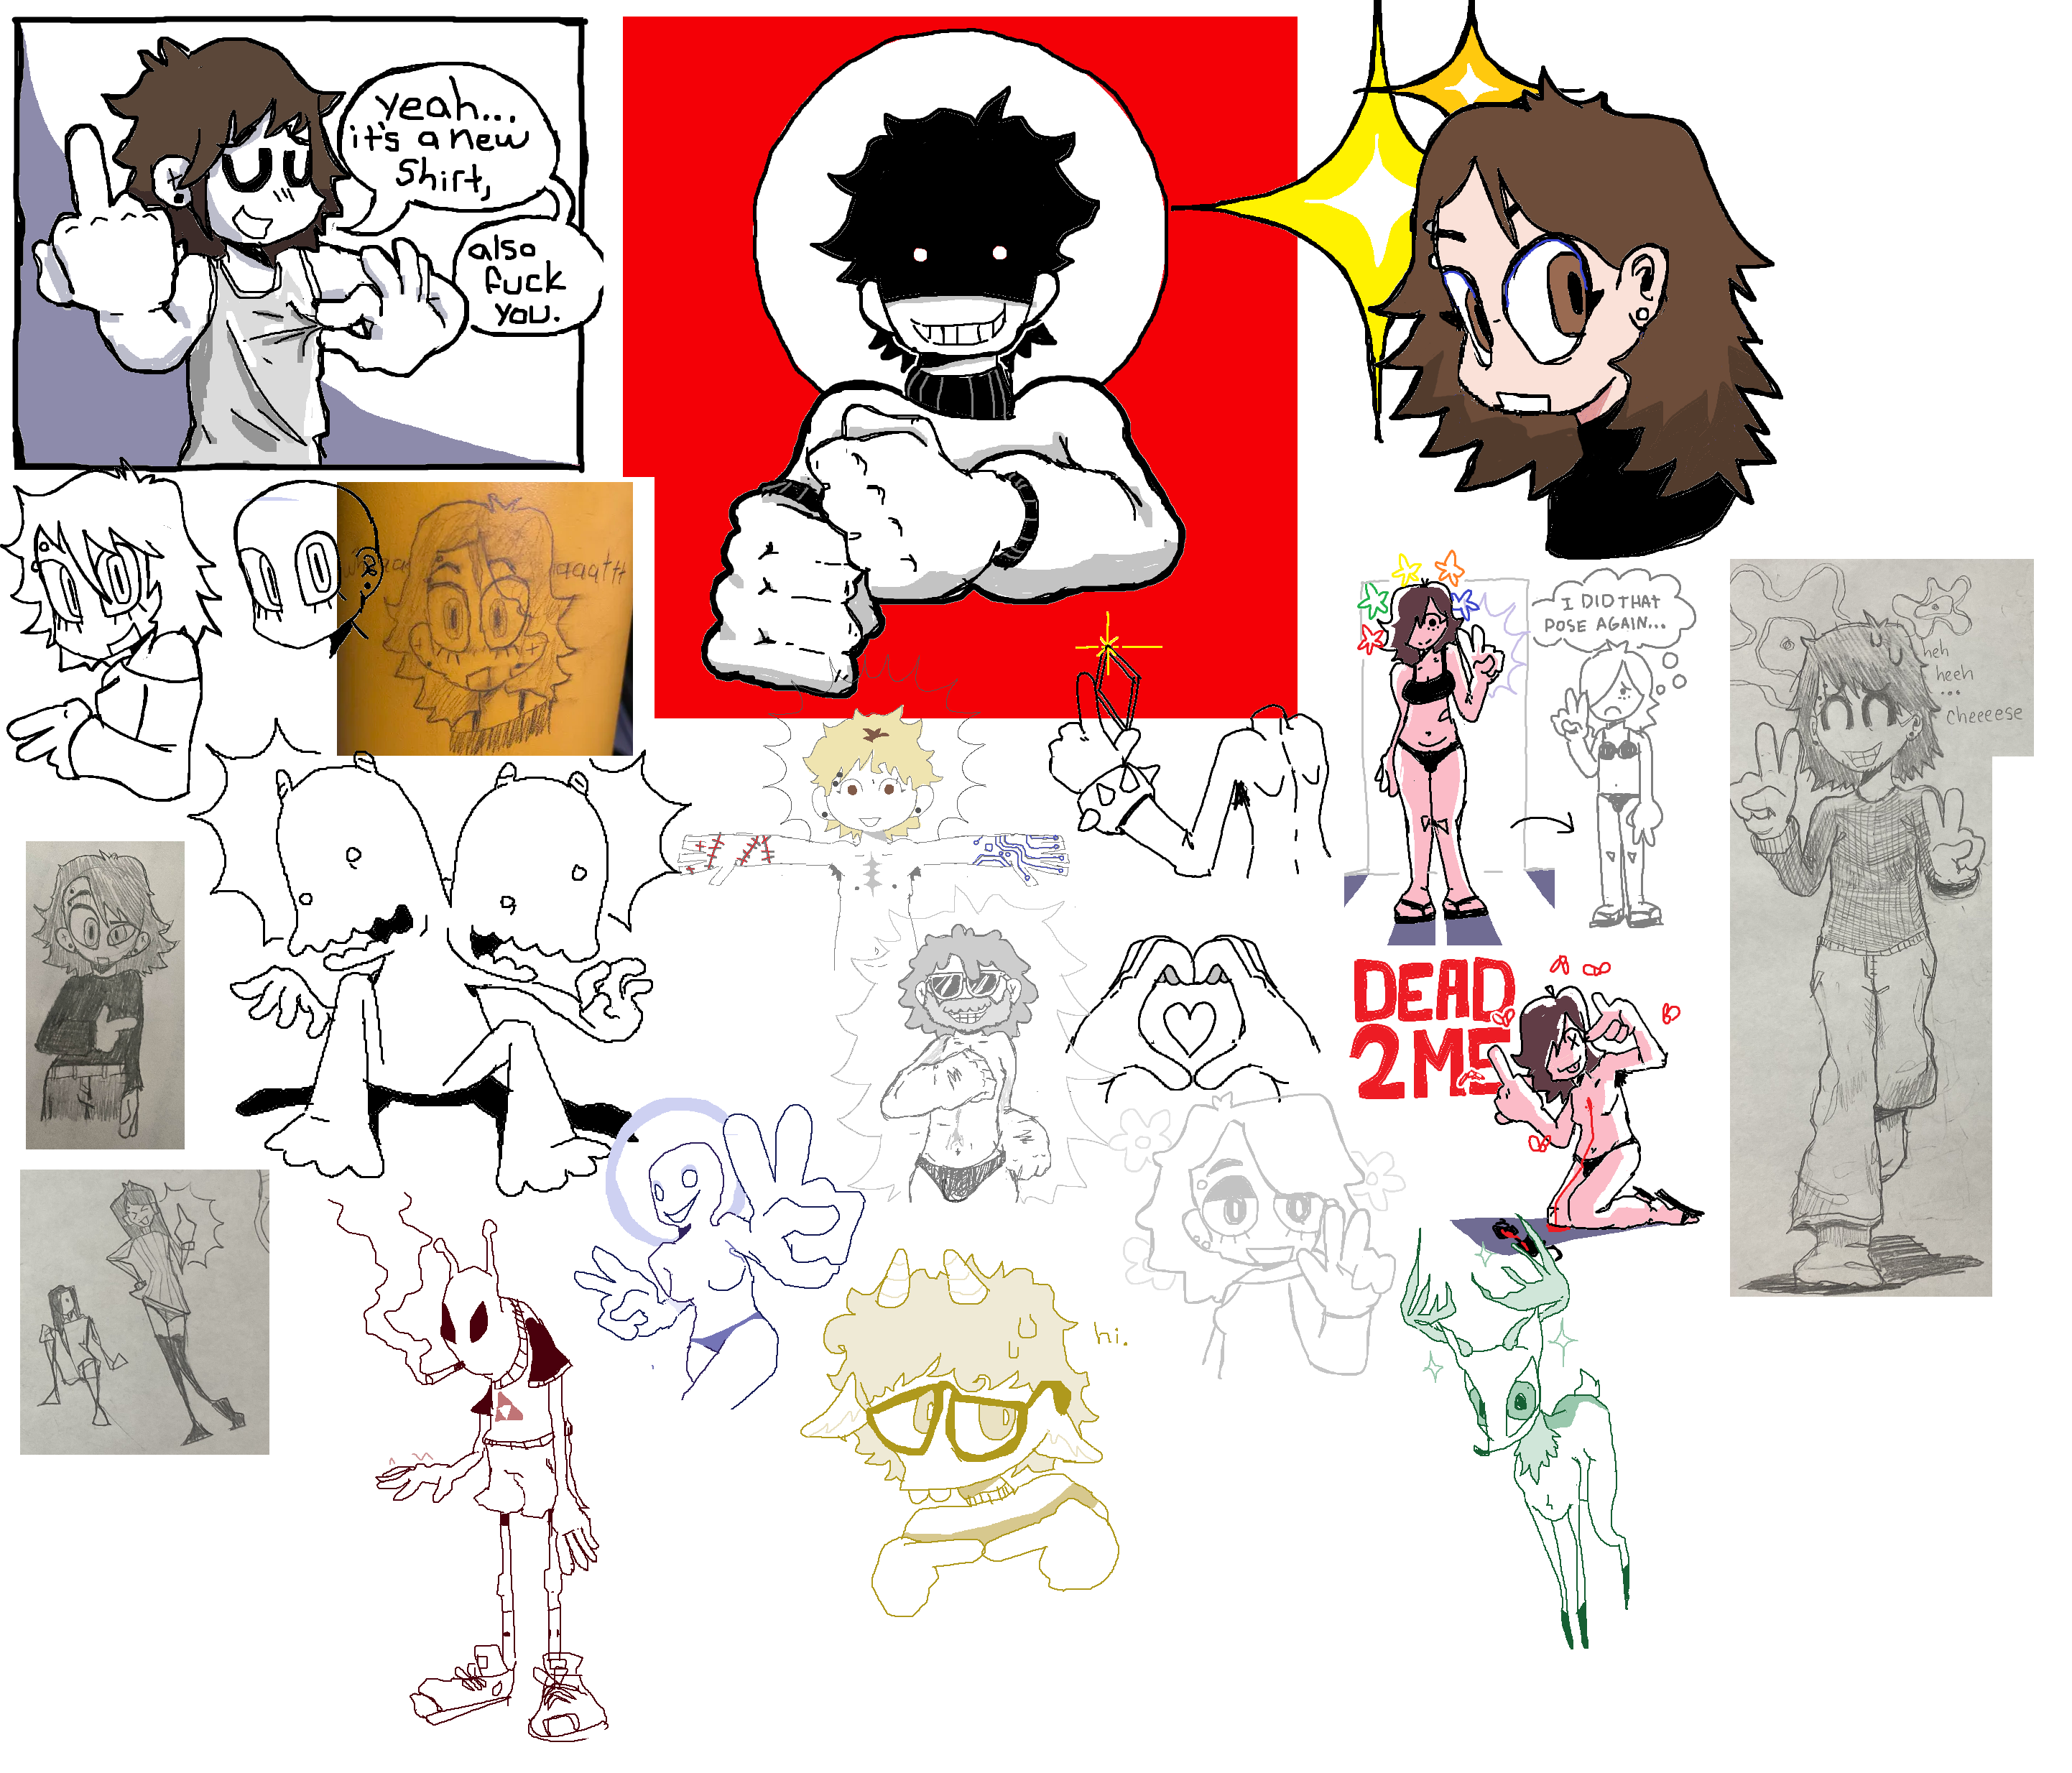 yeah...
it's a new
shirt,
also
fuck
you.
I DID THAT
POSE AGAIN...
heh
heeh
...
cheeeese
DEAD
2 ME
hi.